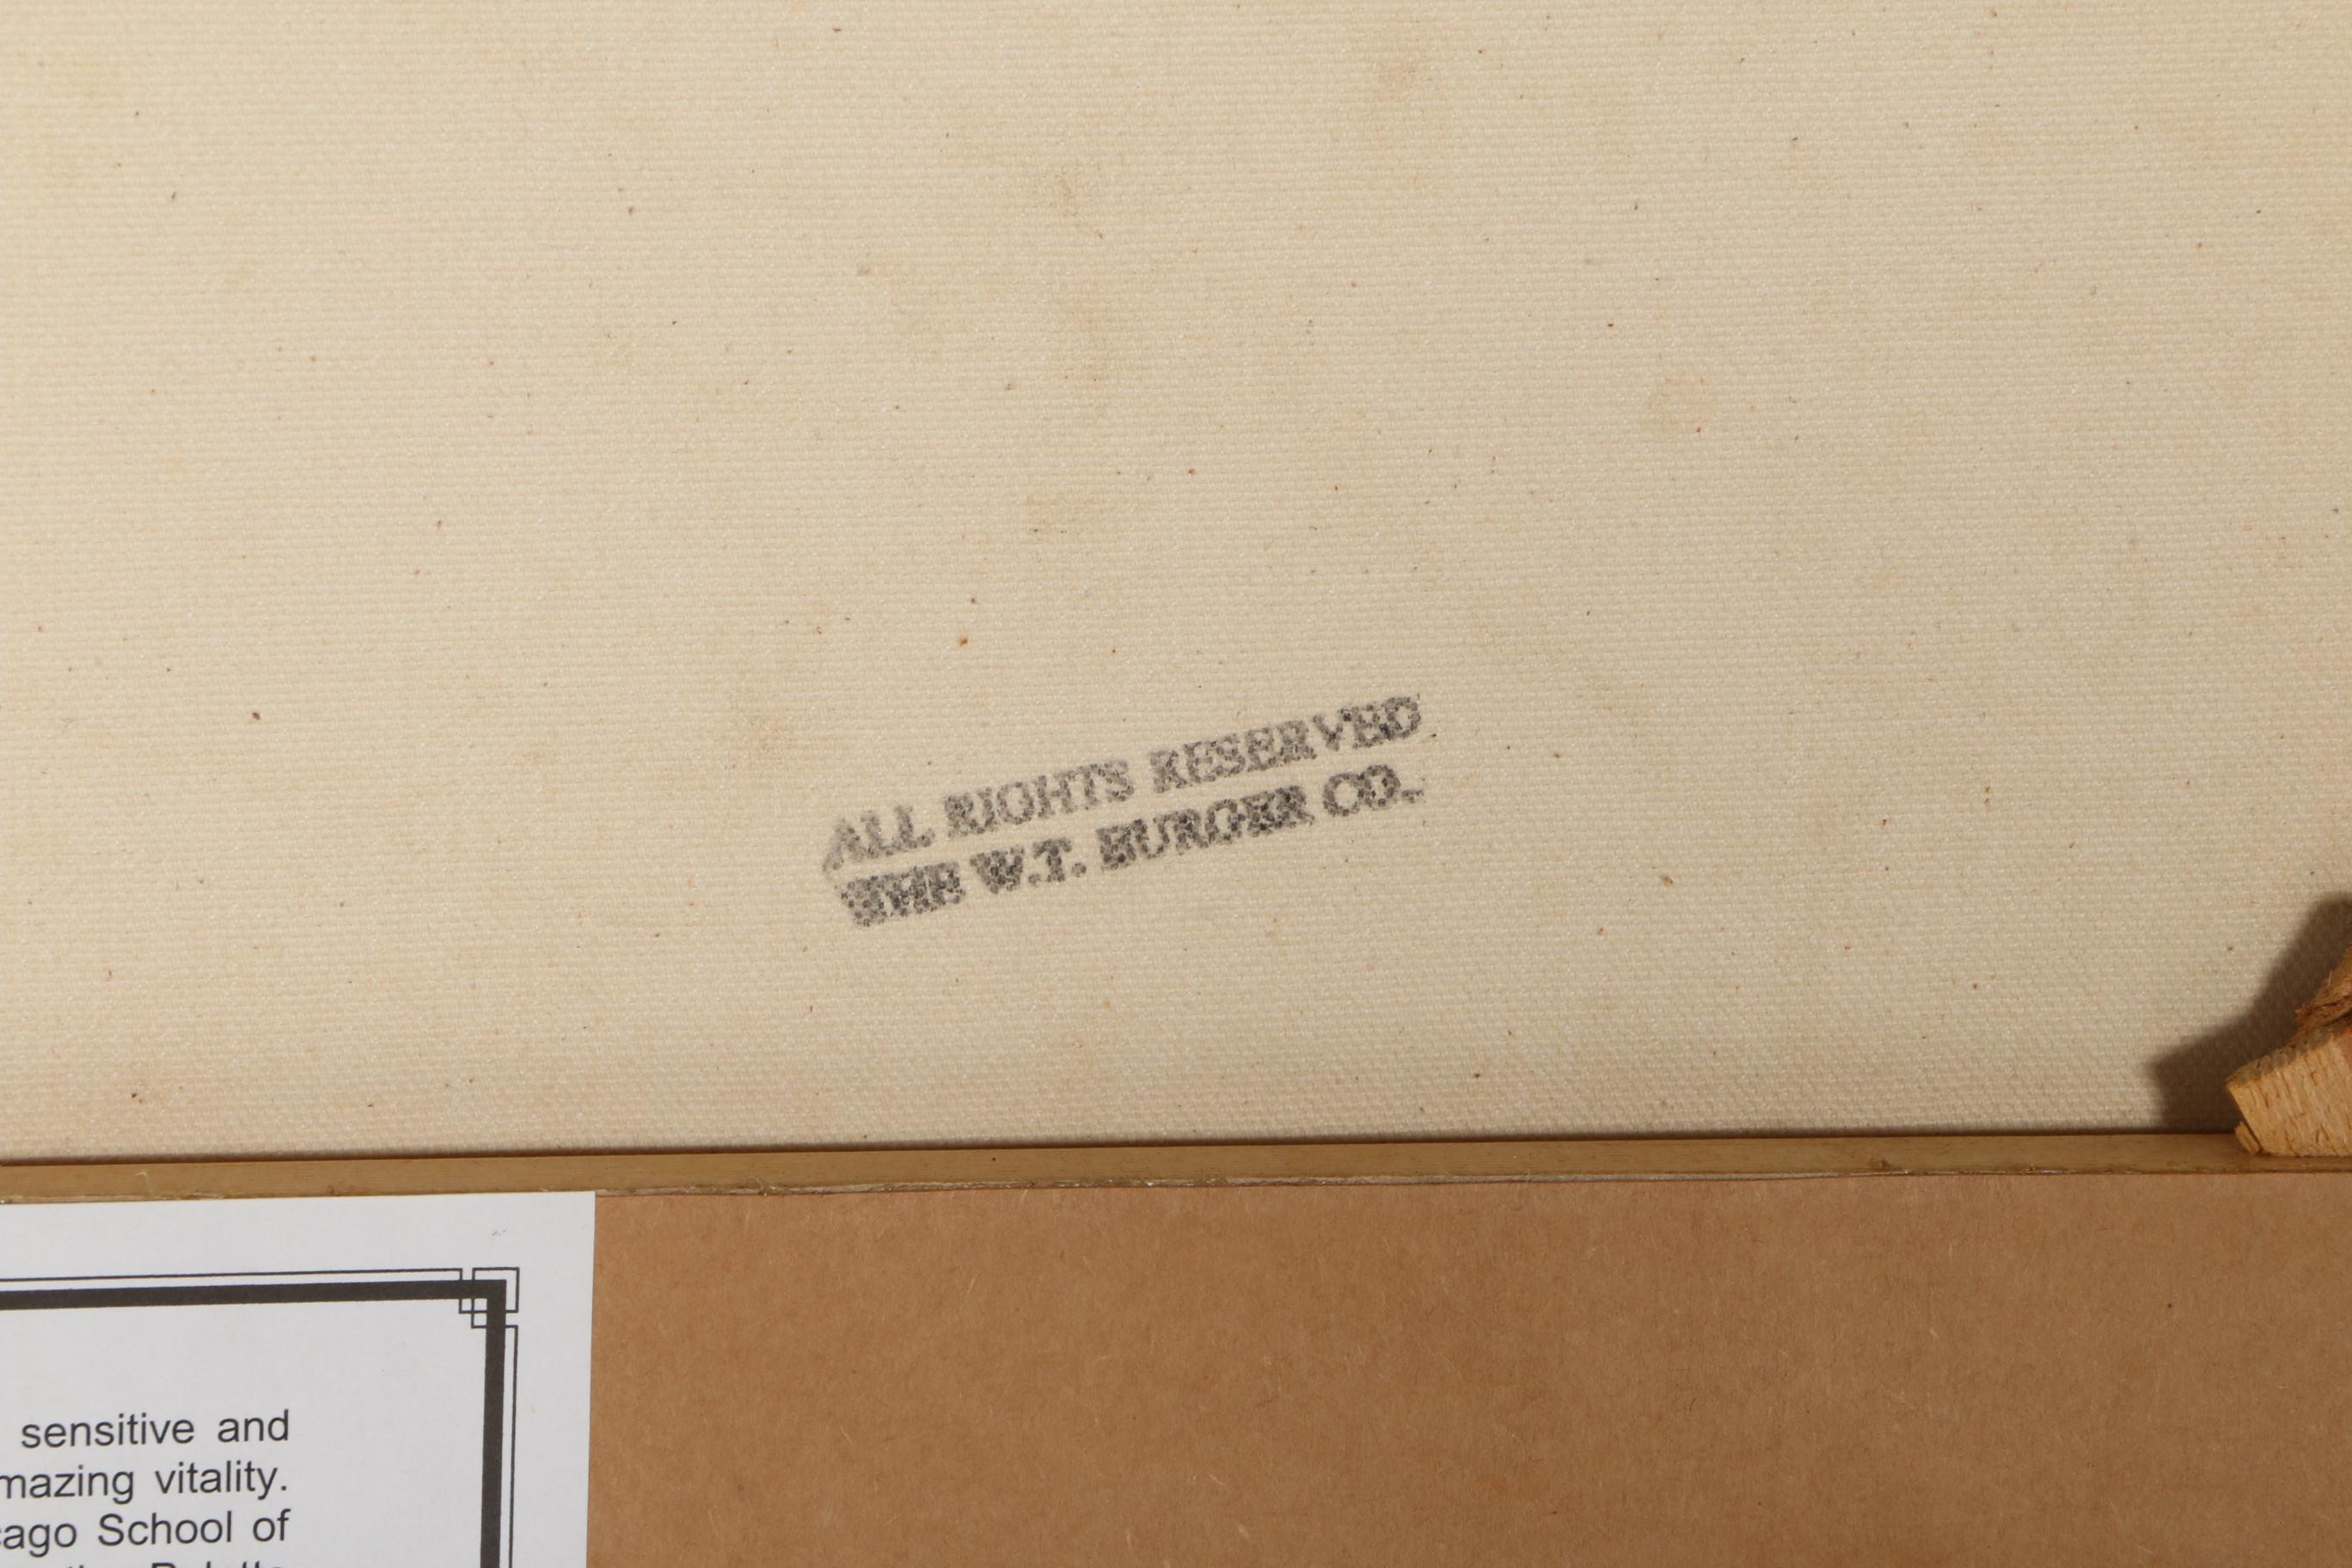 ALL RIGHTS RESERVED
THE W.T. BURGER CO.
sensitive and
mazing vitality.
cago School of